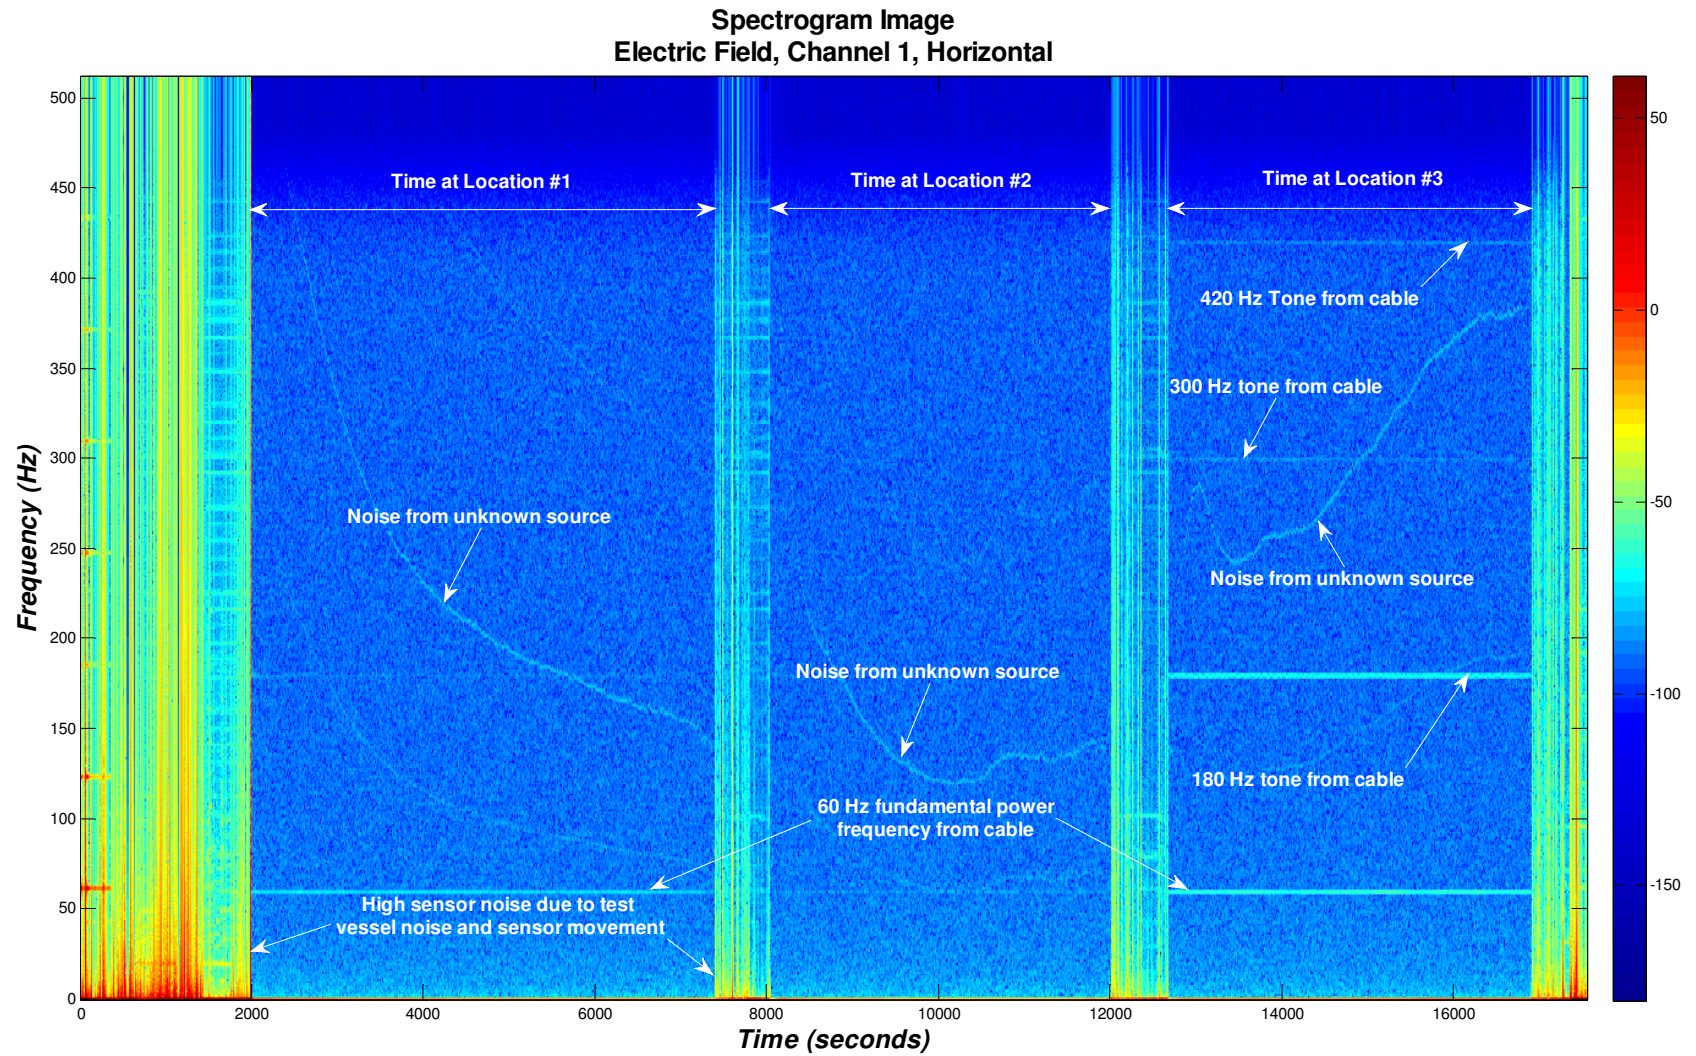 Spectrogram Image
Electric Field, Channel 1, Horizontal
Frequency (Hz)
500
450
400
350
300
250
200
150
100
50
0
Time at Location #1
Time at Location #2
Time at Location #3
420 Hz Tone from cable
300 Hz tone from cable
Noise from unknown source
Noise from unknown source
Noise from unknown source
180 Hz tone from cable
60 Hz fundamental power
frequency from cable
High sensor noise due to test
vessel noise and sensor movement
0
2000
4000
6000
8000
10000
12000
14000
16000
Time (seconds)
50
0
-50
-100
-150